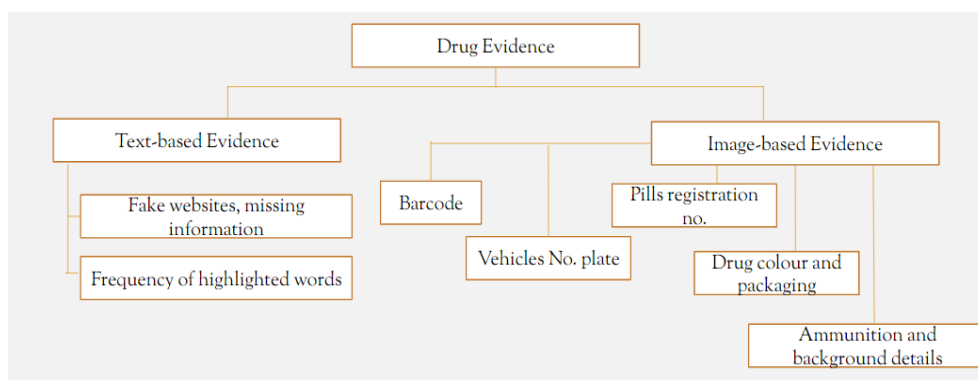 Drug Evidence
Text-based Evidence
Image-based Evidence
Fake websites, missing
information
Frequency of highlighted words
Barcode
Vehicles No. plate
Pills registration
no.
Drug colour and
packaging
Ammunition and
background details